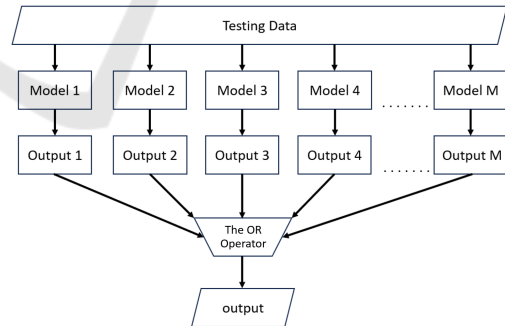 Testing Data
Model 1 Model 2 Model 3 Model 4 ....... Model M
Output 1 Output 2 Output 3 Output 4 ....... Output M
The OR
Operator
output